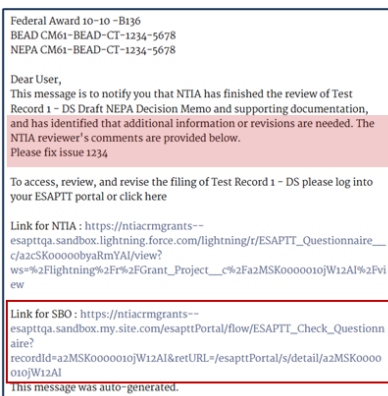 Federal Award 10-10 -B136
BEAD CM61-BEAD-CT-1234-5678
NEPA CM61-BEAD-CT-1234-5678
Dear User,
This message is to notify you that NTIA has finished the review of Test
Record 1 - DS Draft NEPA Decision Memo and supporting documentation,
and has identified that additional information or revisions are needed. The
NTIA reviewer's comments are provided below.
Please fix issue 1234
To access, review, and revise the filing of Test Record 1 - DS please log into
your ESAPTT portal or click here
Link for NTIA : https://ntiacrmgrants--
esapttqa.sandbox.lightning.force.com/lightning/r/ESAPTT_Questionnaire__
c/a2cSK00000byaRmYAI/view?
ws=%2Flightning%2Fr%2FGrant_Project__c%2Fa2MSK0000010jW12AI%2Fvi
ew
Link for SBO : https://ntiacrmgrants--
esapttqa.sandbox.my.site.com/esapttPortal/flow/ESAPTT_Check_Questionn
aire?
recordId=a2MSK0000010jW12AI&retURL=/esapttPortal/s/detail/a2MSK0000
010jW12AI
This message was auto-generated.